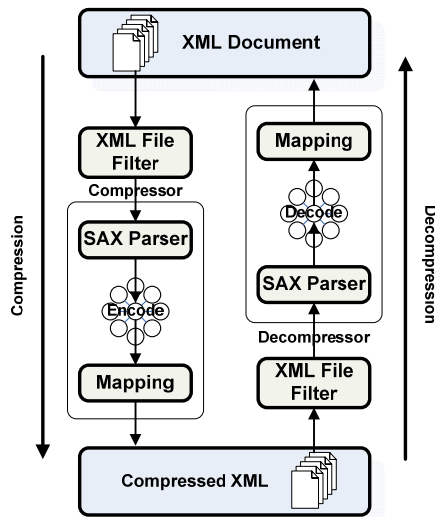 XML Document
XML File
Filter
Compressor
SAX Parser
Encode
Mapping
Compression
Mapping
Decode
SAX Parser
Decompressor
XML File
Filter
Decompression
Compressed XML